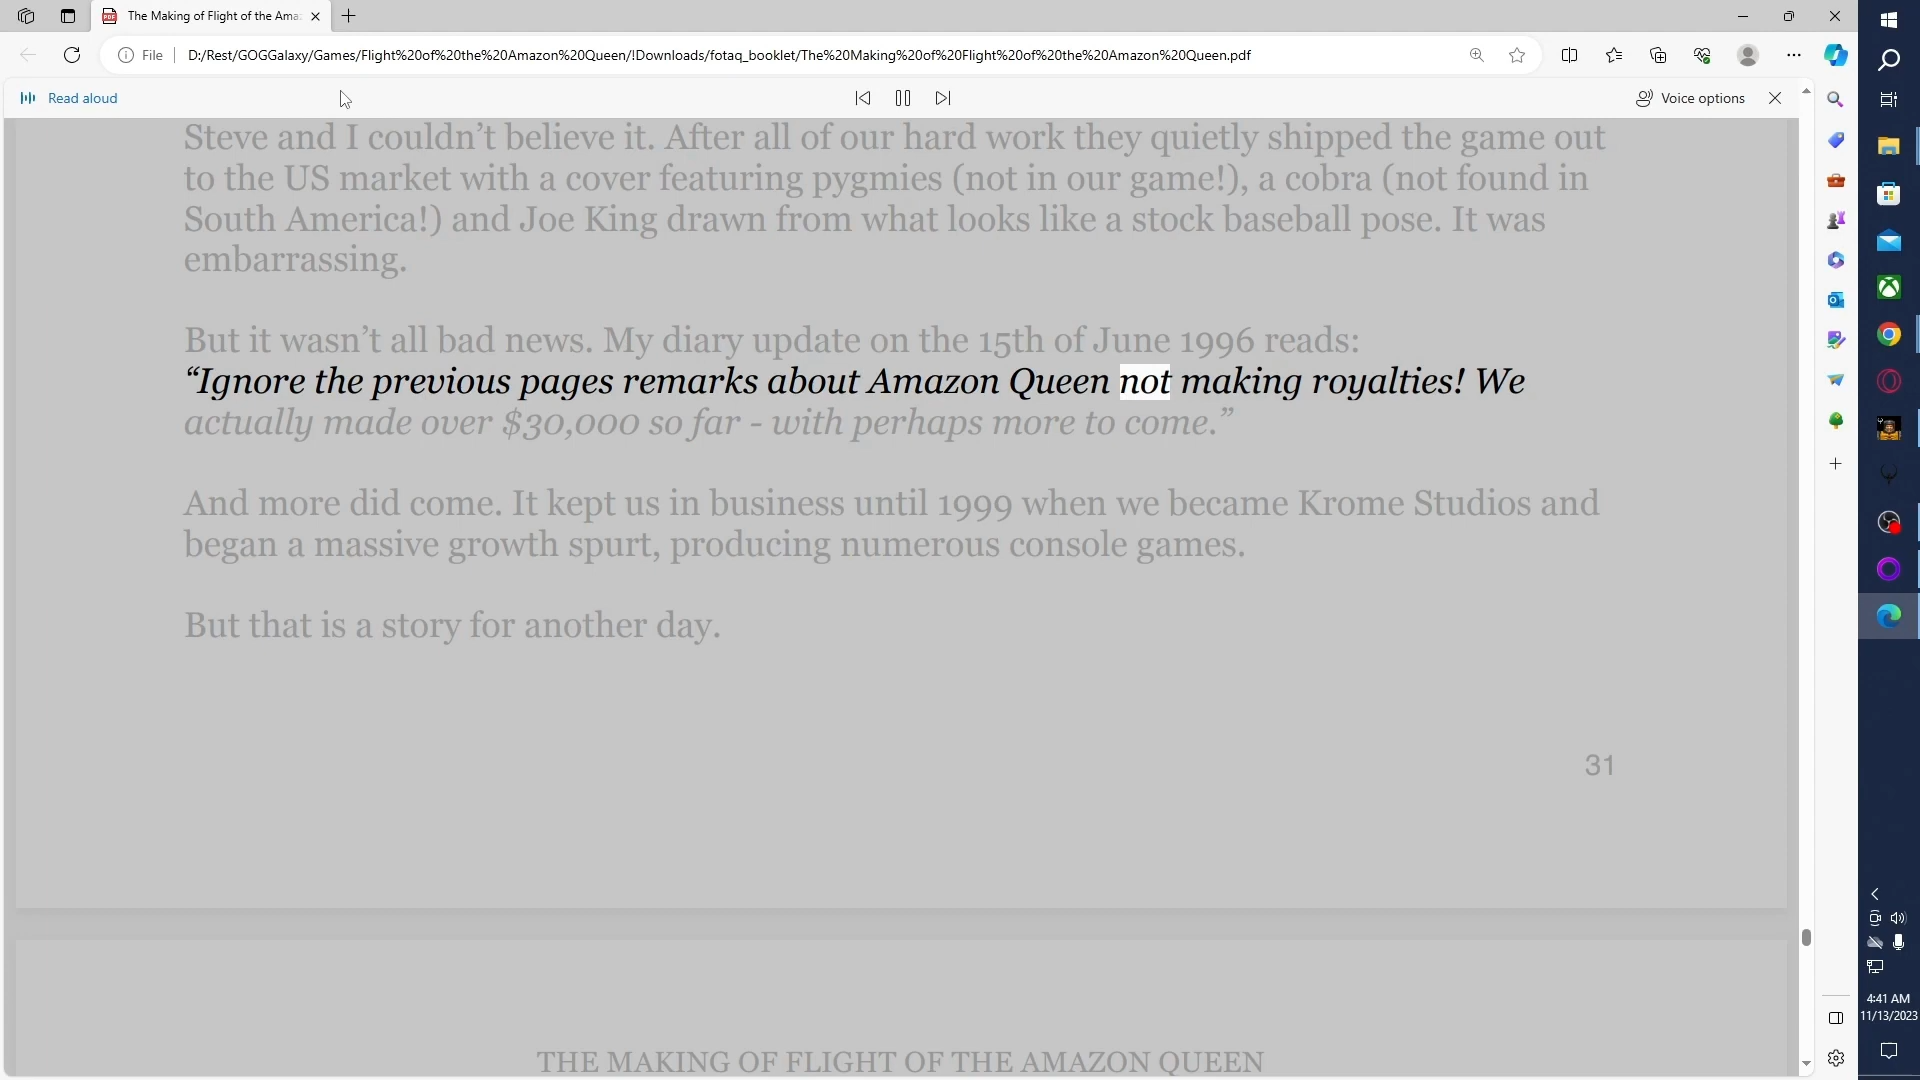 The Making of Flight of the Ama
File
D:/Rest/GOGGalaxy/Games/Flight%20of%20the%20Amazon%20Queen/!Downloads/fotaq_booklet/The%20Making%20of%20Flight%20of%20the%20Amazon%20Queen.pdf
Read aloud
Voice options
Steve and I couldn’t believe it. After all of our hard work they quietly shipped the game out
to the US market with a cover featuring pygmies (not in our game!), a cobra (not found in
South America!) and Joe King drawn from what looks like a stock baseball pose. It was
embarrassing.
But it wasn’t all bad news. My diary update on the 15th of June 1996 reads:
“Ignore the previous pages remarks about Amazon Queen not making royalties! We
actually made over $30,000 so far - with perhaps more to come.”
And more did come. It kept us in business until 1999 when we became Krome Studios and
began a massive growth spurt, producing numerous console games.
But that is a story for another day.
31
THE MAKING OF FLIGHT OF THE AMAZON QUEEN
4:41 AM
11/13/2023